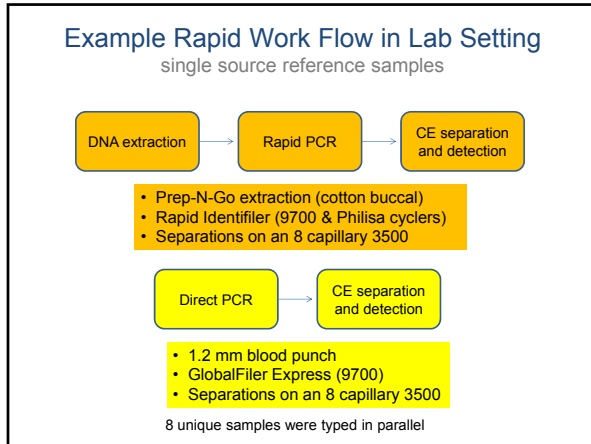 Example Rapid Work Flow in Lab Setting
single source reference samples
DNA extraction
Rapid PCR
CE separation
and detection
• Prep-N-Go extraction (cotton buccal)
• Rapid Identifiler (9700 & Philisa cyclers)
• Separations on an 8 capillary 3500
Direct PCR
CE separation
and detection
• 1.2 mm blood punch
• GlobalFiler Express (9700)
• Separations on an 8 capillary 3500
8 unique samples were typed in parallel